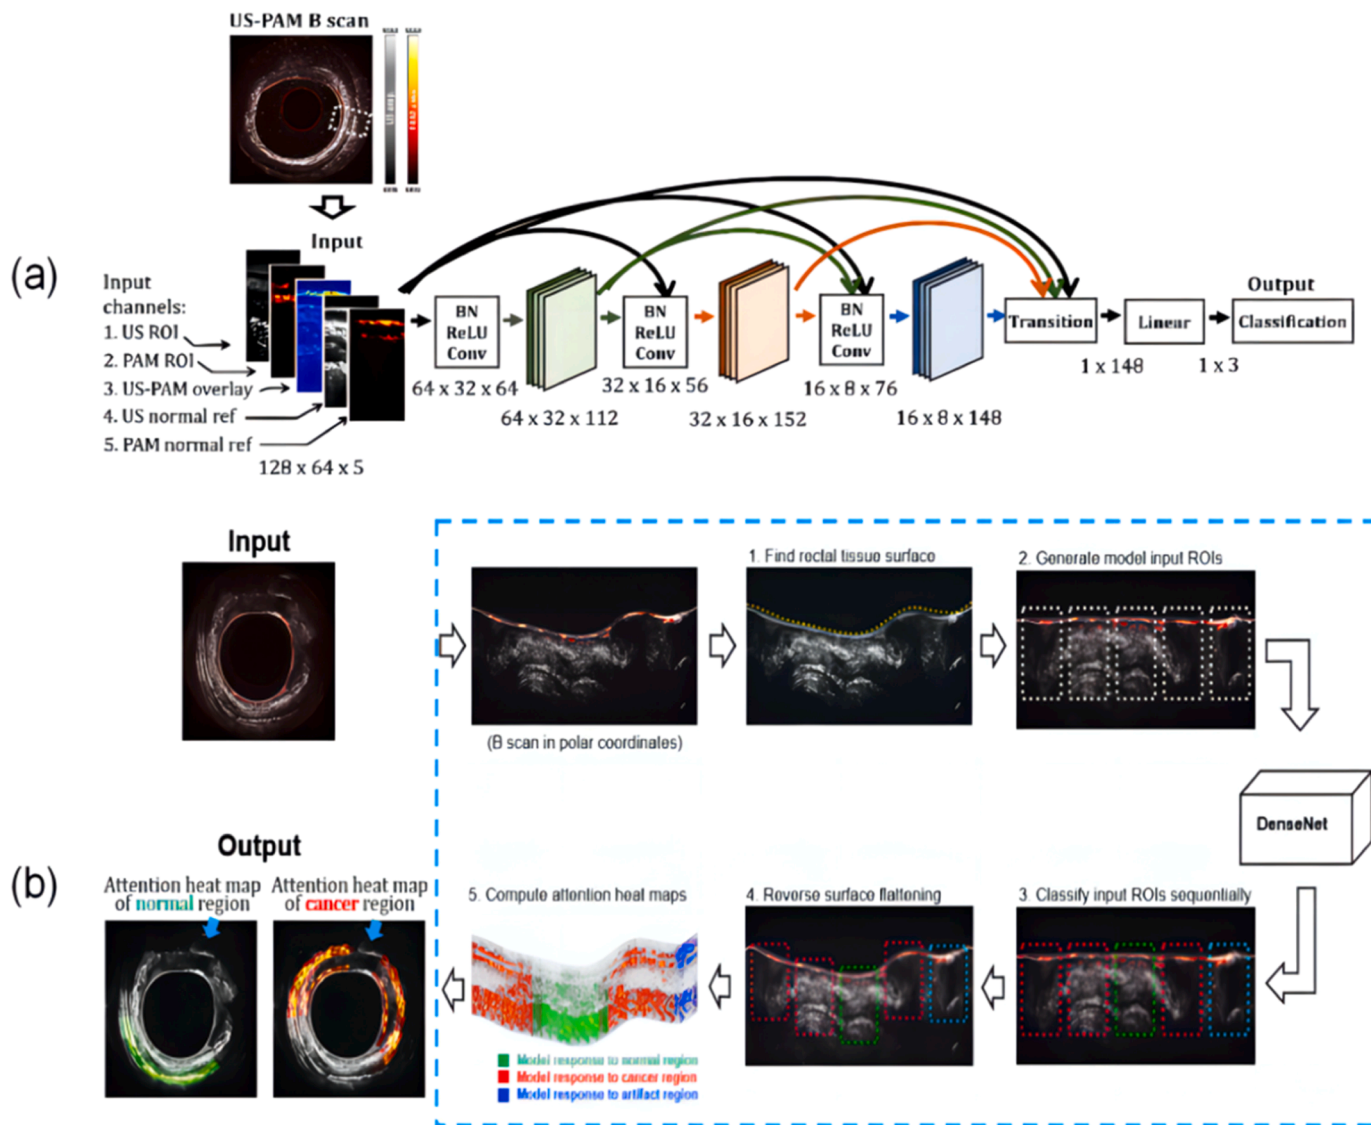 US-PAM B scan
(a)
Input
Input
channels:
1. US ROI
2. PAM ROI
3. US-PAM overlay
4. US normal ref
5. PAM normal ref
128 x 64 x 5
BN
ReLU
Conv
64 x 32 x 64
64 x 32 x 112
BN
ReLU
Conv
32 x 16 x 56
32 x 16 x 152
BN
ReLU
Conv
16 x 8 x 76
16 x 8 x 148
Transition
1 x 148
Linear
1 x 3
Output
Classification
(b)
Input
(B scan in polar coordinates)
1. Find rectal tissue surface
2. Generate model input ROIs
DenseNet
3. Classify input ROIs sequentially
4. Reverse surface flattening
5. Compute attention heat maps
Model response to normal region
Model response to cancer region
Model response to artifact region
Output
Attention heat map
of normal region
Attention heat map
of cancer region